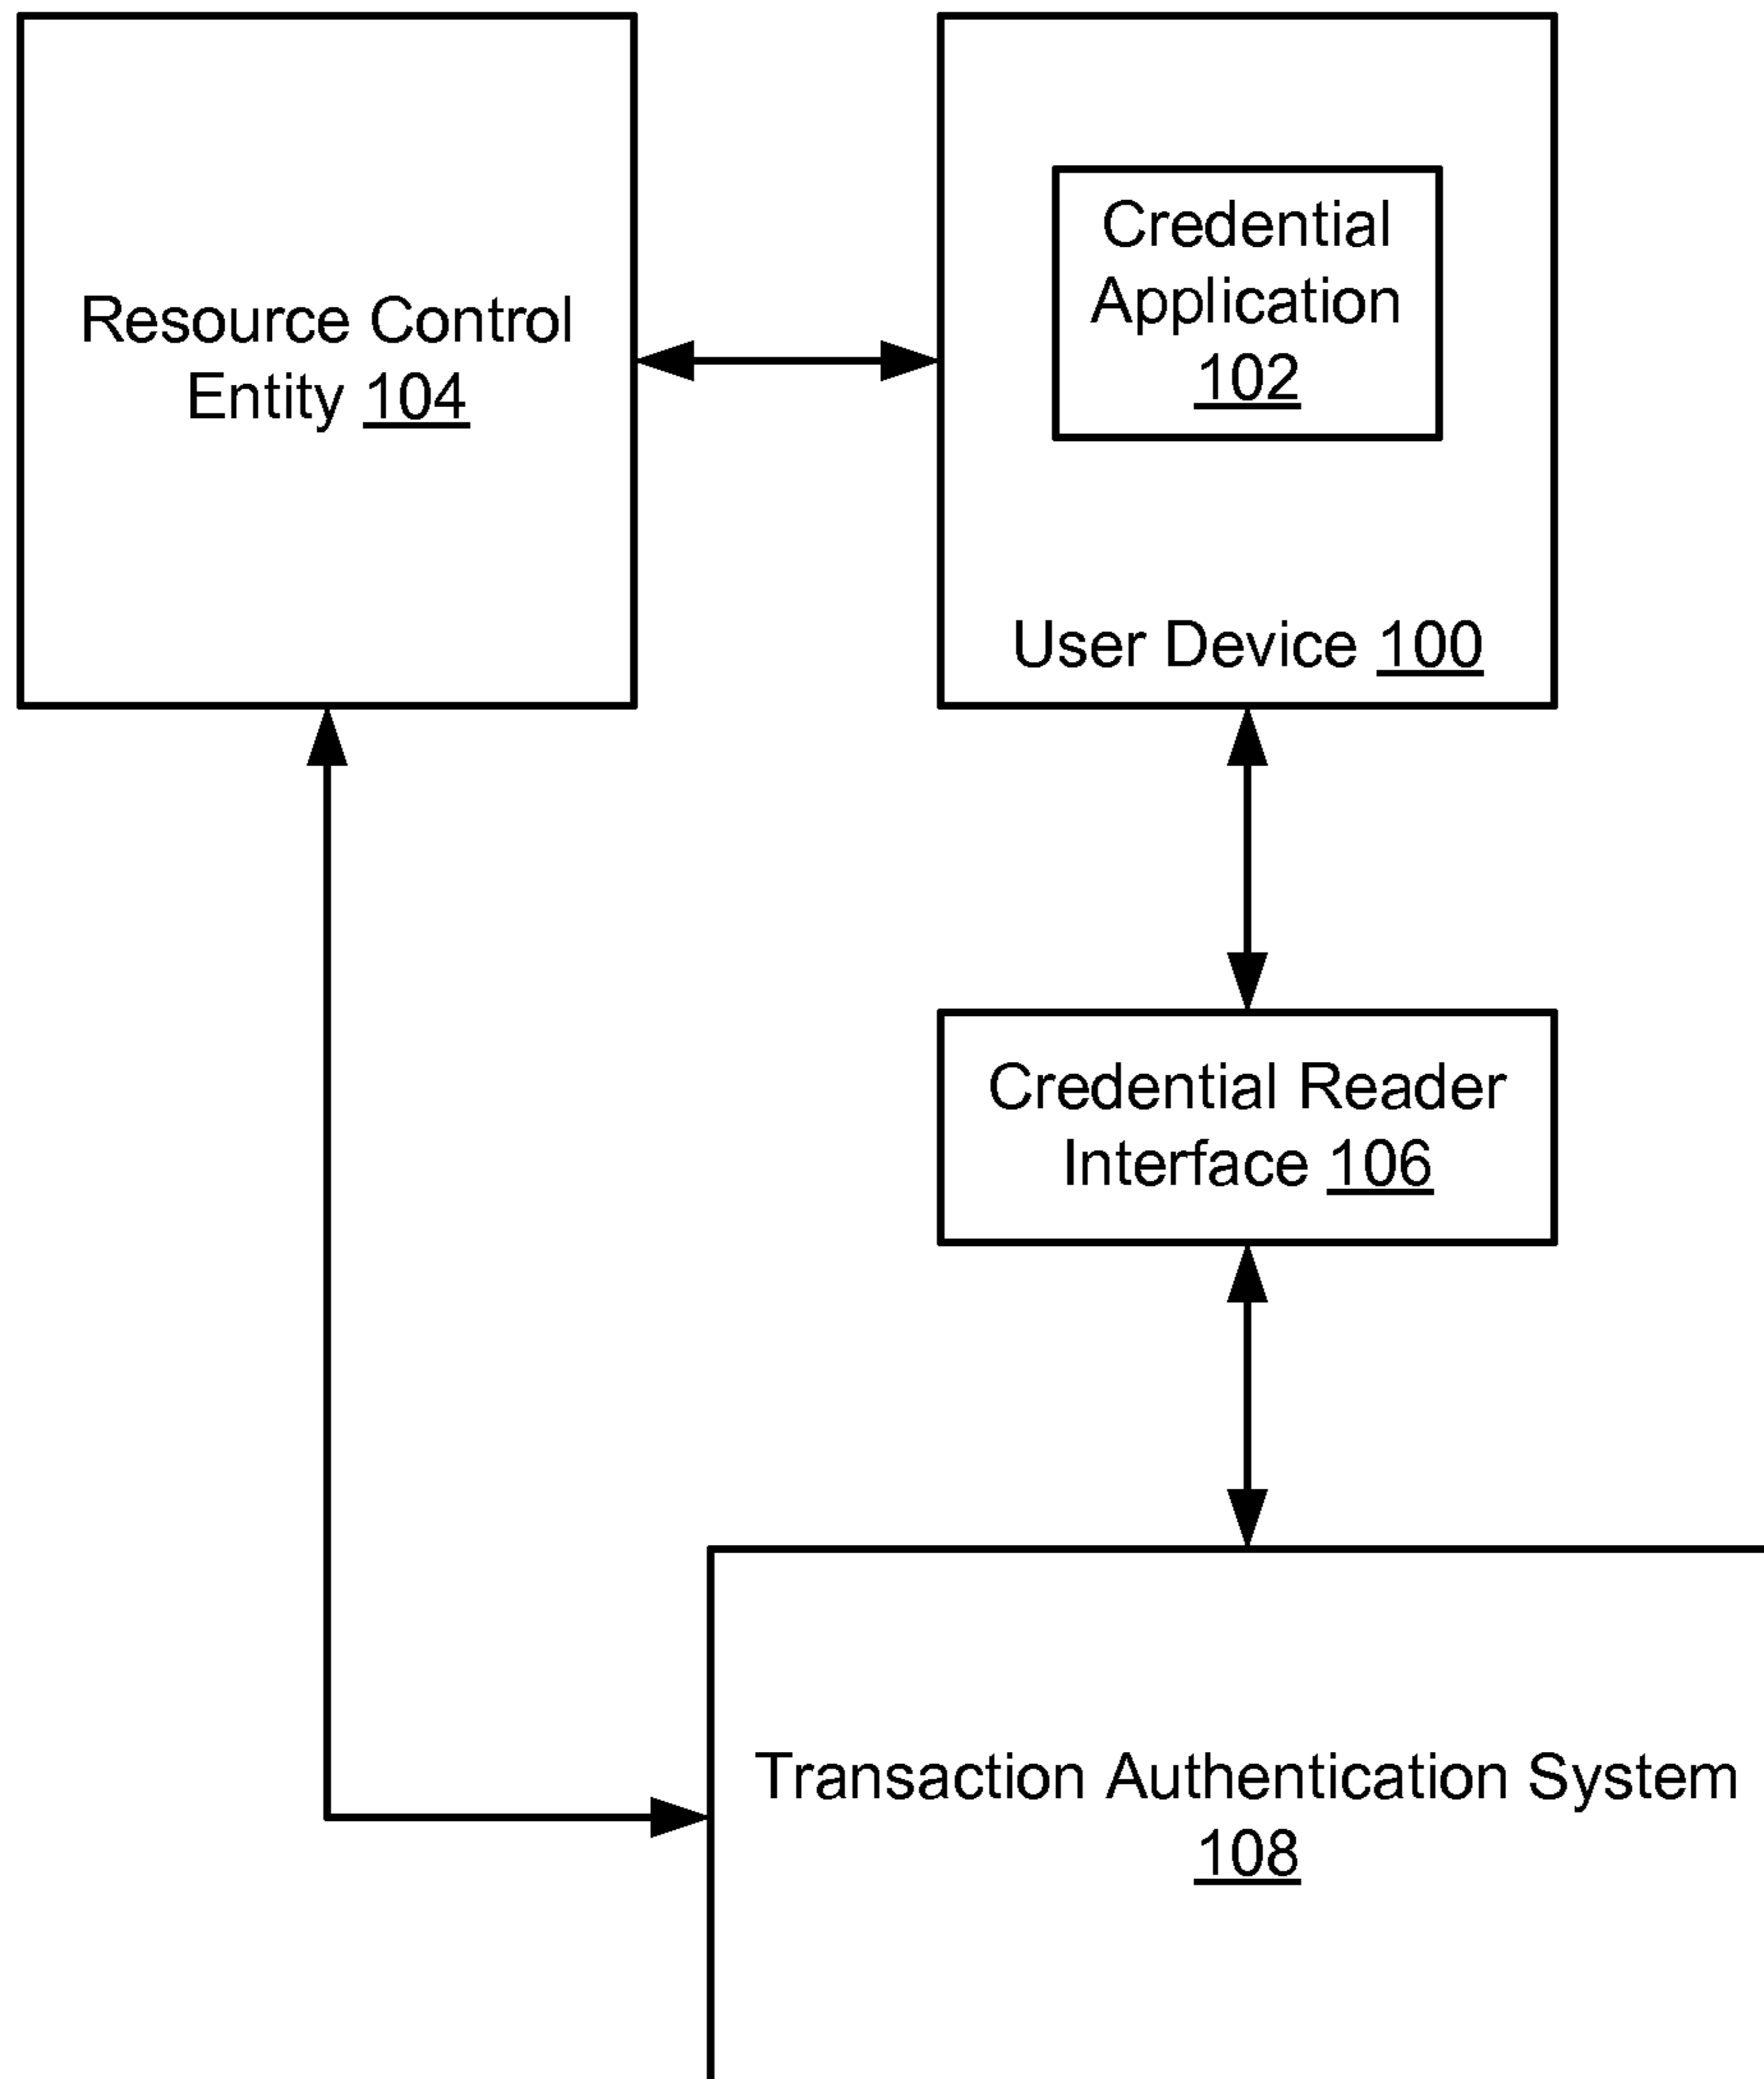 Resource Control
Entity 104
Credential
Application
102
User Device 100
Credential Reader
Interface 106
Transaction Authentication System
108